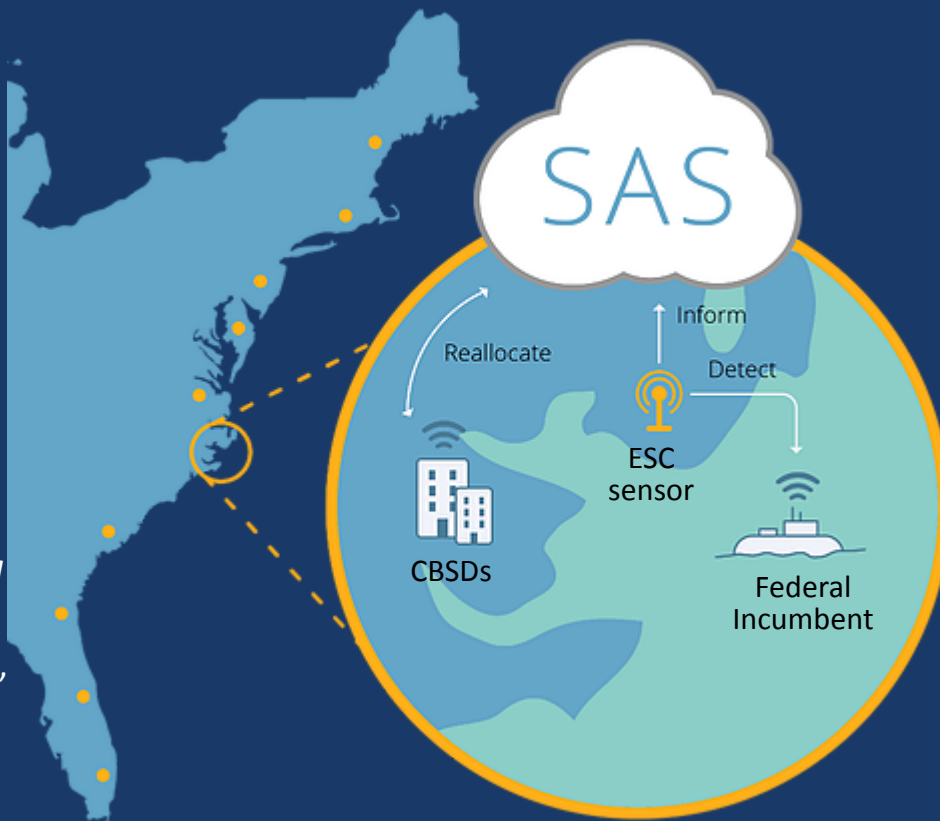 SAS
Inform
Reallocate
Detect
ESC
sensor
CBSDs
Federal
Incumbent